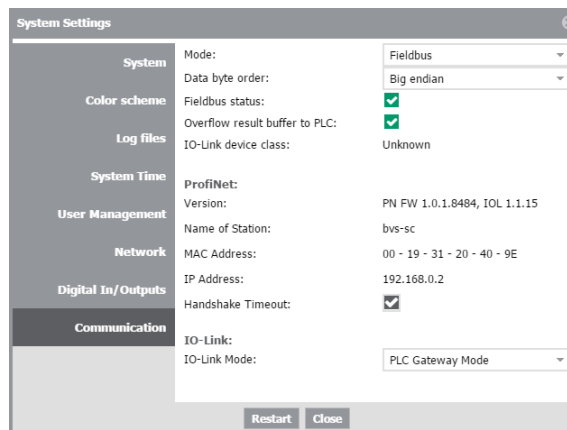 System Settings
System
Color scheme
Log files
System Time
User Management
Network
Digital In/Outputs
Communication
Mode: Fieldbus
Data byte order: Big endian
Fieldbus status:
Overflow result buffer to PLC:
IO-Link device class: Unknown
ProfiNet:
Version: PN FW 1.0.1.8484, IOL 1.1.15
Name of Station: bvs-sc
MAC Address: 00 - 19 - 31 - 20 - 40 - 9E
IP Address: 192.168.0.2
Handshake Timeout:
IO-Link:
IO-Link Mode: PLC Gateway Mode
Restart Close